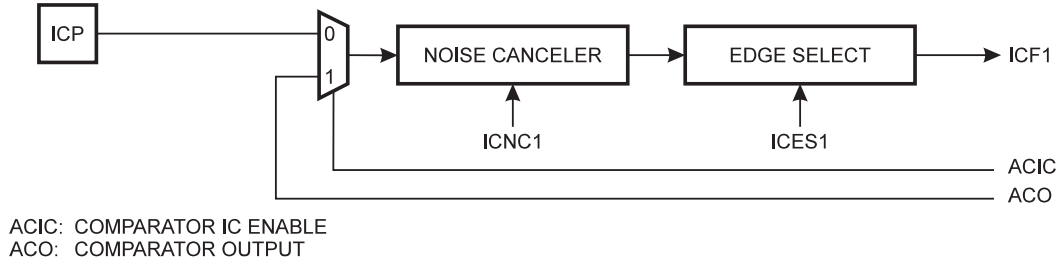 ICP
0
1
NOISE CANCELER
EDGE SELECT
ICF1
ICNC1
ICES1
ACIC
ACO
ACIC: COMPARATOR IC ENABLE
ACO: COMPARATOR OUTPUT